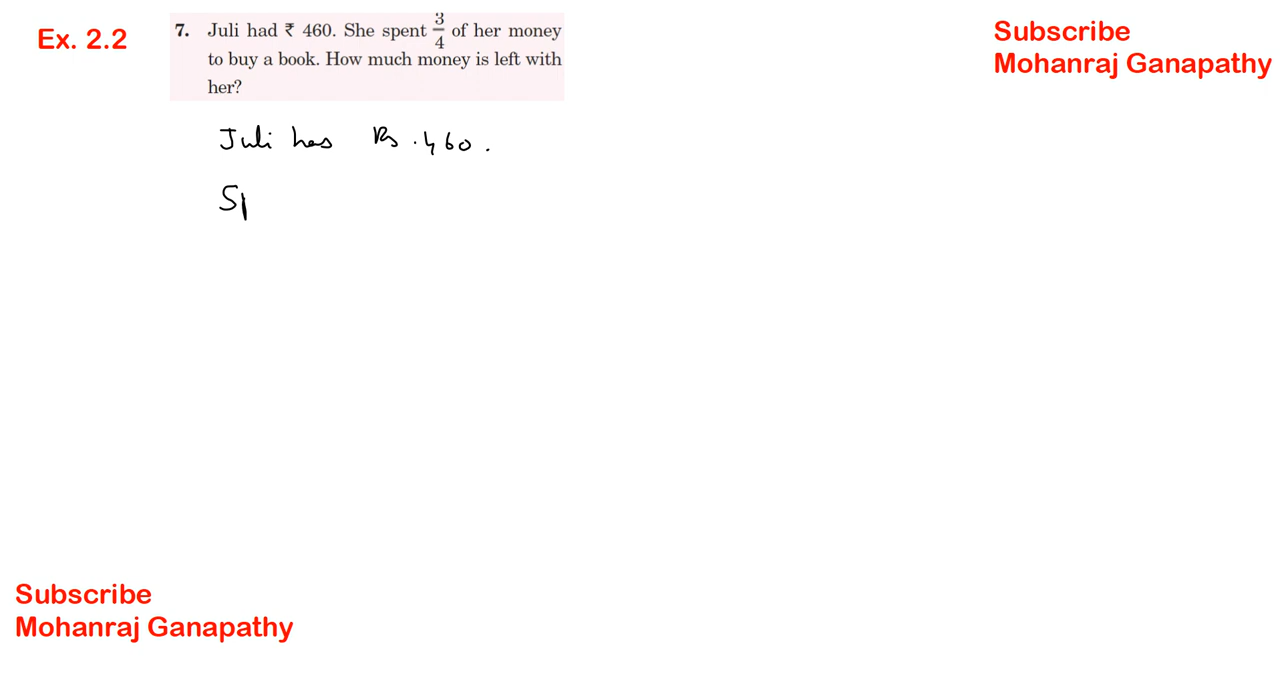 Ex. 2.2
7. Juli had ₹ 460. She spent 3/4 of her money
to buy a book. How much money is left with
her?
Subscribe
Mohanraj Ganapathy
Juli has Rs. 460.
Sp
Subscribe
Mohanraj Ganapathy